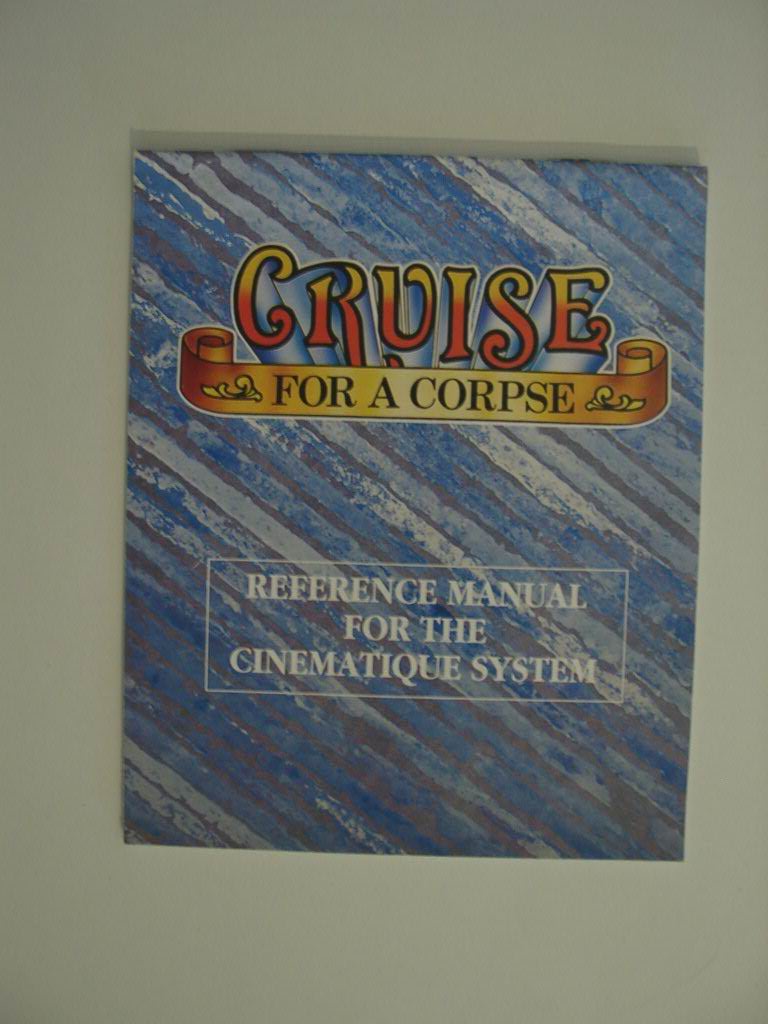 CRUISE
FOR A CORPSE
REFERENCE MANUAL
FOR THE
CINEMATIQUE SYSTEM